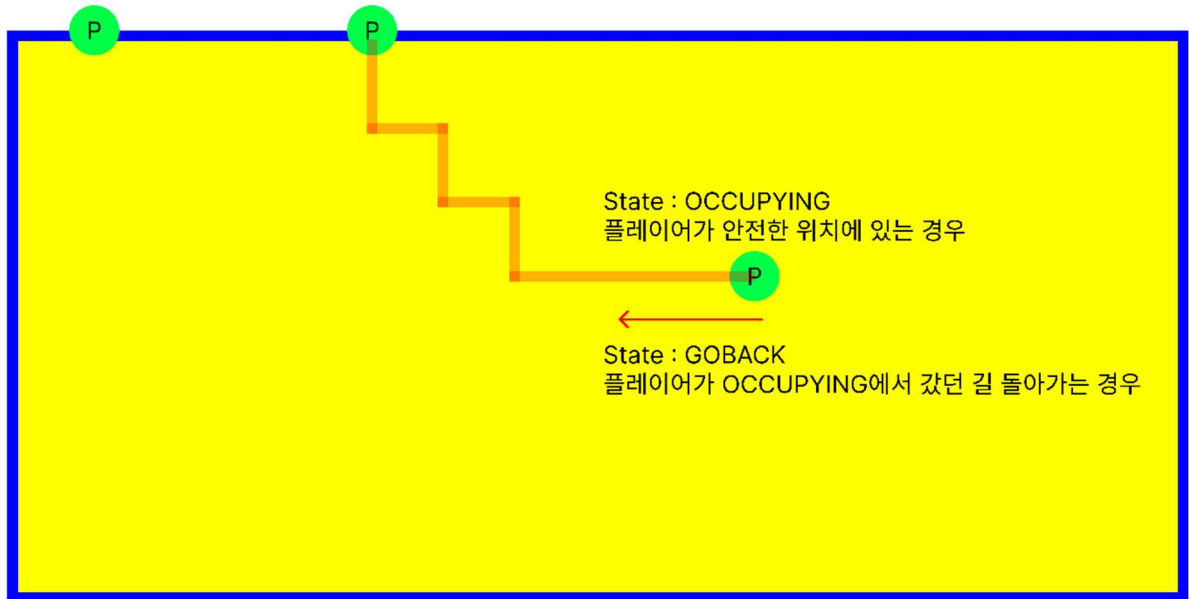 P
P
State : OCCUPYING
플레이어가 안전한 위치에 있는 경우
P
State : GOBACK
플레이어가 OCCUPYING에서 갔던 길 돌아가는 경우